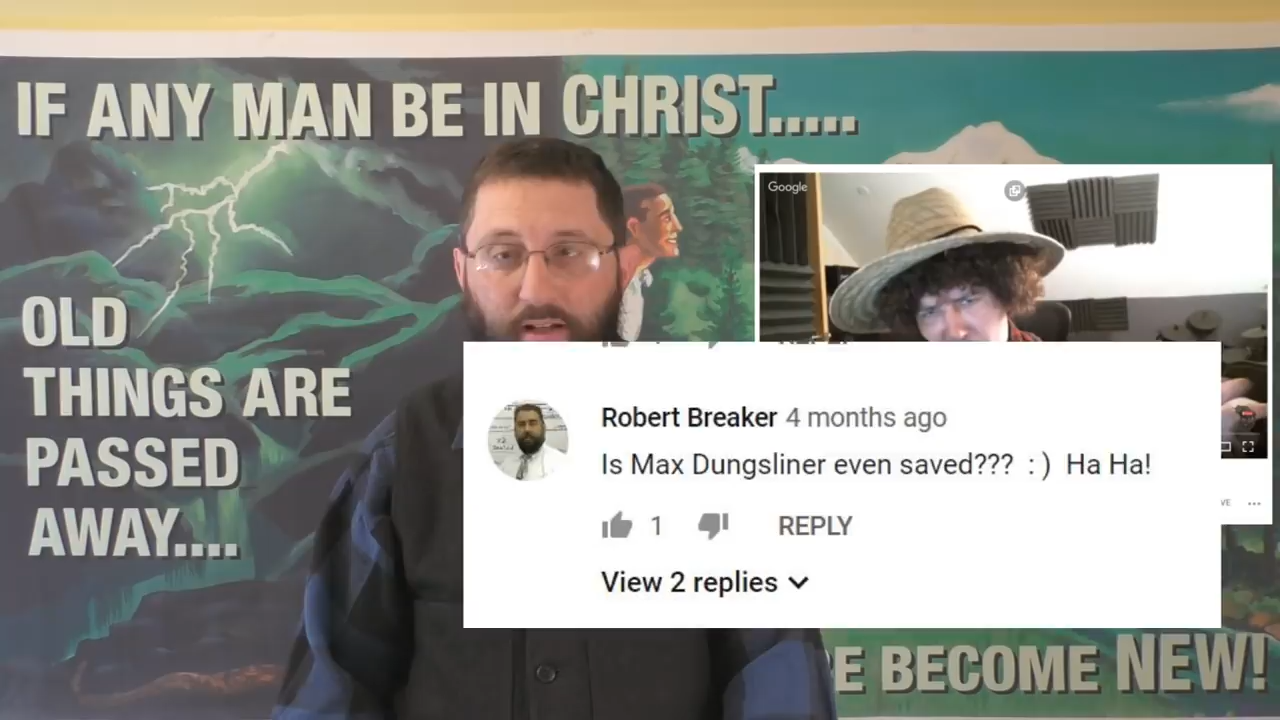 IF ANY MAN BE IN CHRIST.....
Google
OLD
THINGS ARE
PASSED
AWAY....
Robert Breaker 4 months ago
Is Max Dungsliner even saved??? :) Ha Ha!
1
REPLY
View 2 replies
VE
E BECOME NEW!